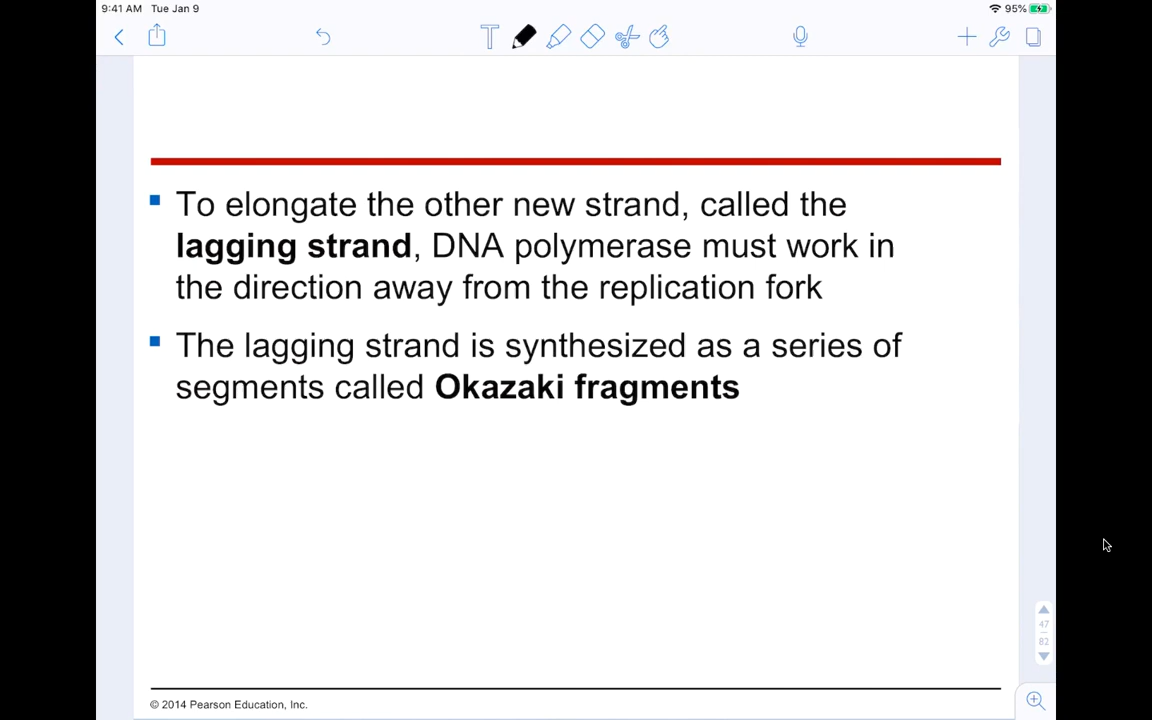 9:41 AM Tue Jan 9
95%
T
To elongate the other new strand, called the
lagging strand, DNA polymerase must work in
the direction away from the replication fork
The lagging strand is synthesized as a series of
segments called Okazaki fragments
47
82
© 2014 Pearson Education, Inc.